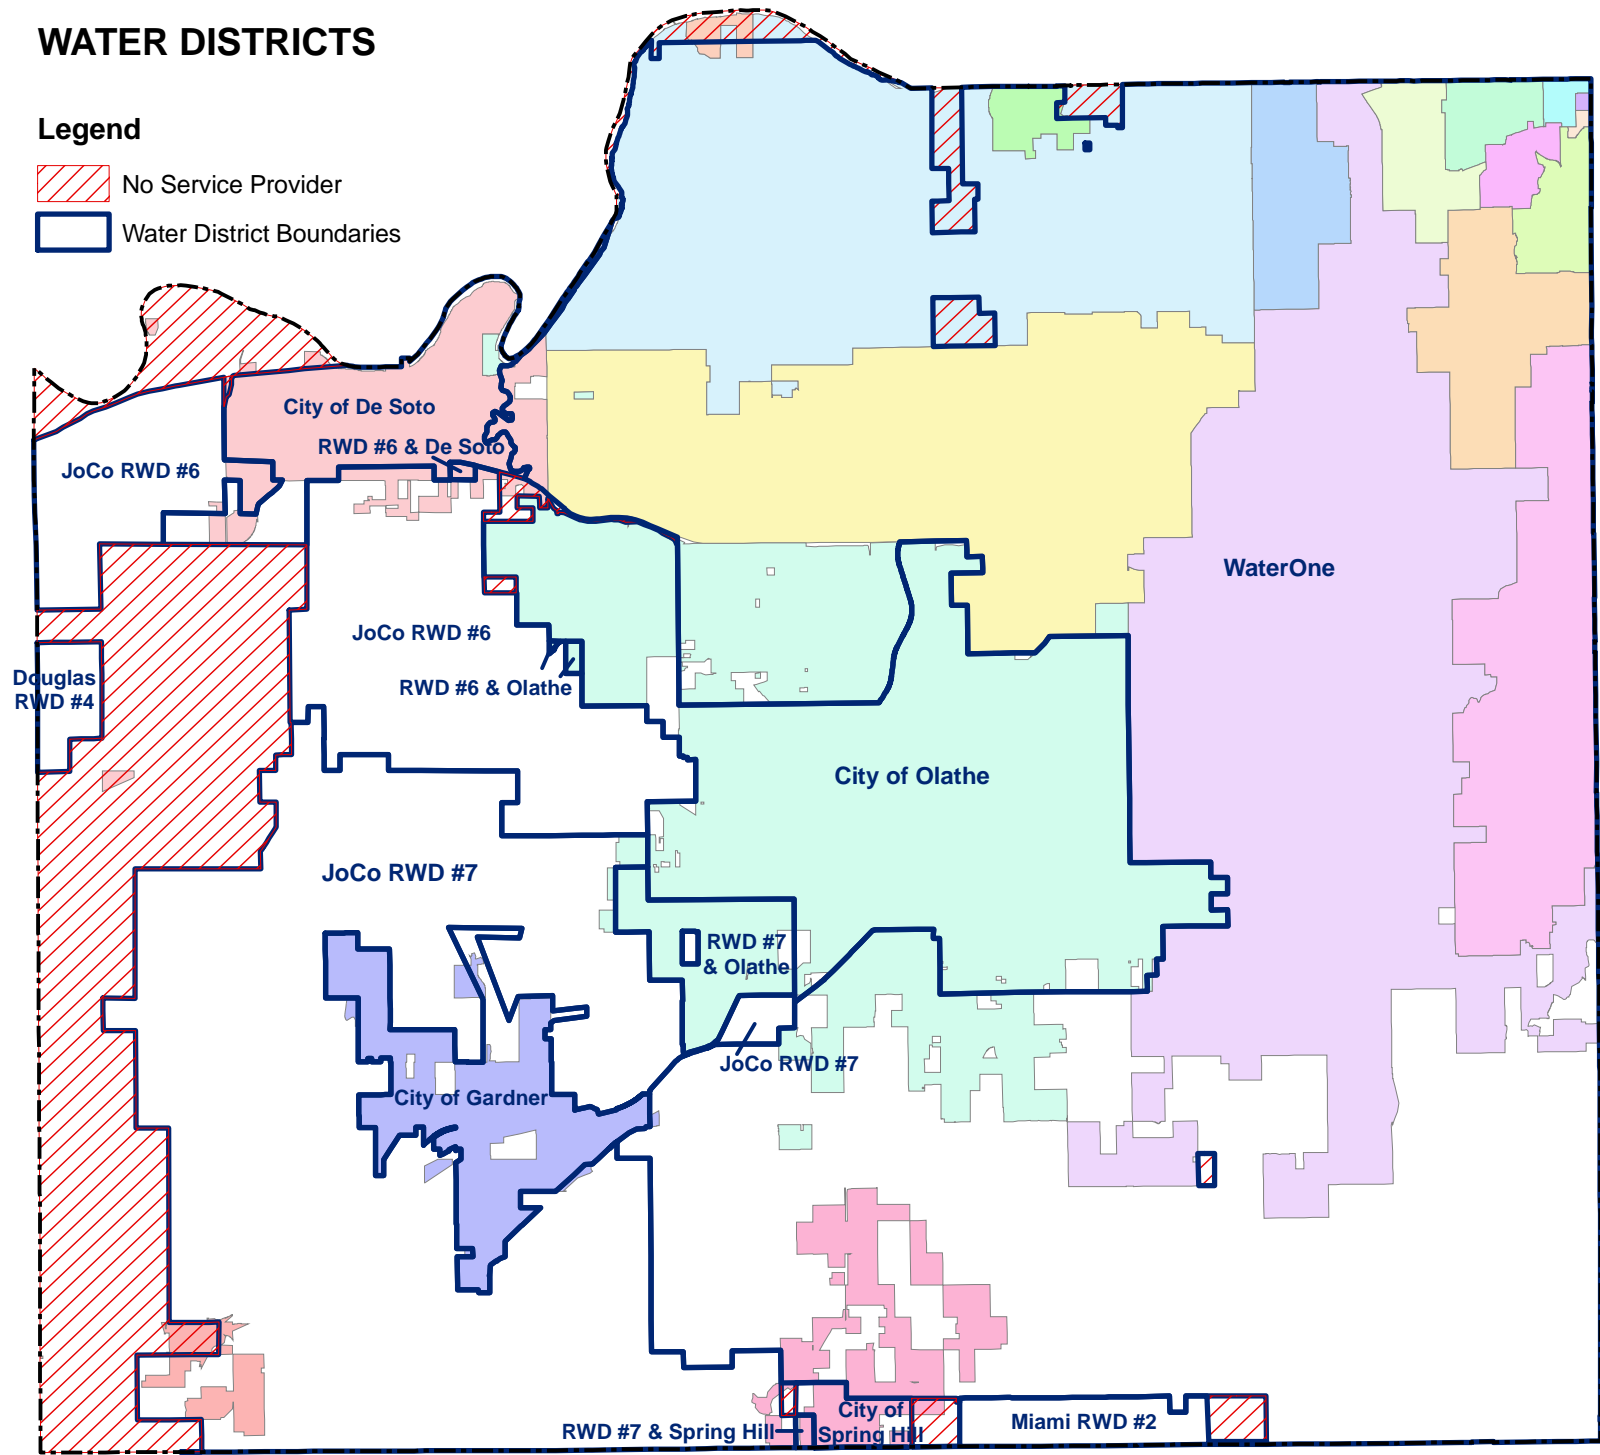 WATER DISTRICTS
Legend
No Service Provider
Water District Boundaries
City of De Soto
RWD #6 & De Soto
JoCo RWD #6
WaterOne
JoCo RWD #6
Douglas
RWD #4
RWD #6 & Olathe
City of Olathe
JoCo RWD #7
RWD #7
& Olathe
JoCo RWD #7
City of Gardner
City of
Spring Hill
Miami RWD #2
RWD #7 & Spring Hill